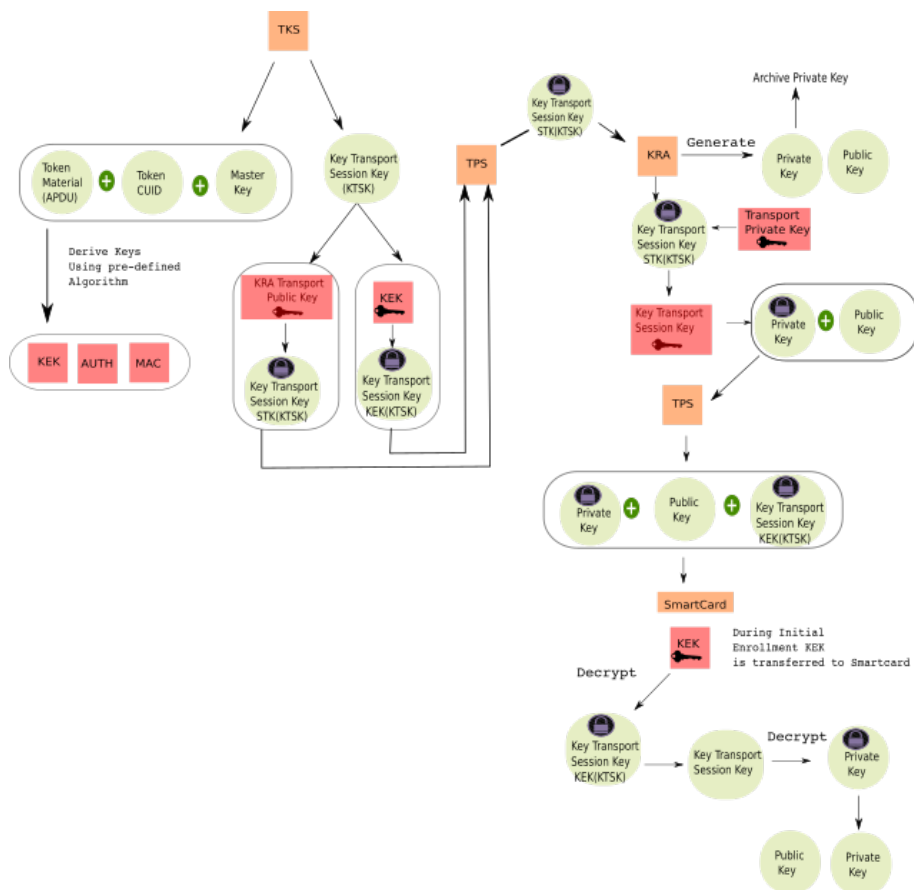 TKS
Token
Material
(APDU)
Token
CUID
Master
Key
Key Transport
Session Key
(KTSK)
Derive Keys
Using pre-defined
Algorithm
KEK
AUTH
MAC
KRA Transport
Public Key
Key Transport
Session Key
STK(KTSK)
KEK
Key Transport
Session Key
KEK(KTSK)
TPS
Key Transport
Session Key
STK(KTSK)
KRA
Generate
Archive Private Key
Private
Key
Public
Key
Key Transport
Session Key
STK(KTSK)
Transport
Private Key
Key Transport
Session Key
Private
Key
Public
Key
TPS
Private
Key
Public
Key
Key Transport
Session Key
KEK(KTSK)
SmartCard
KEK
During Initial
Enrollment KEK
is transferred to Smartcard
Decrypt
Key Transport
Session Key
KEK(KTSK)
Key Transport
Session Key
Decrypt
Private
Key
Public
Key
Private
Key